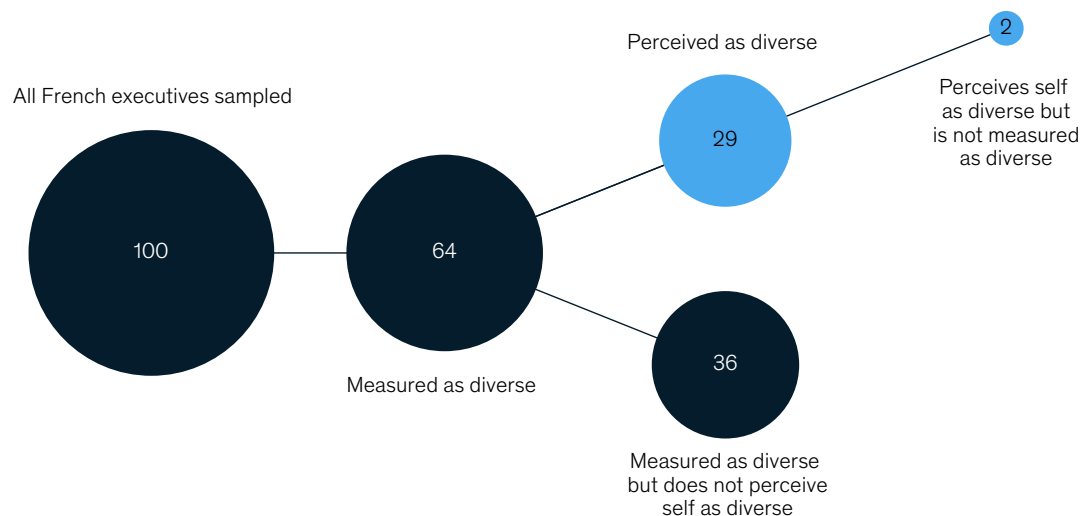 All French executives sampled
100
64
Measured as diverse
Perceived as diverse
29
2
Perceives self
as diverse but
is not measured
as diverse
36
Measured as diverse
but does not perceive
self as diverse